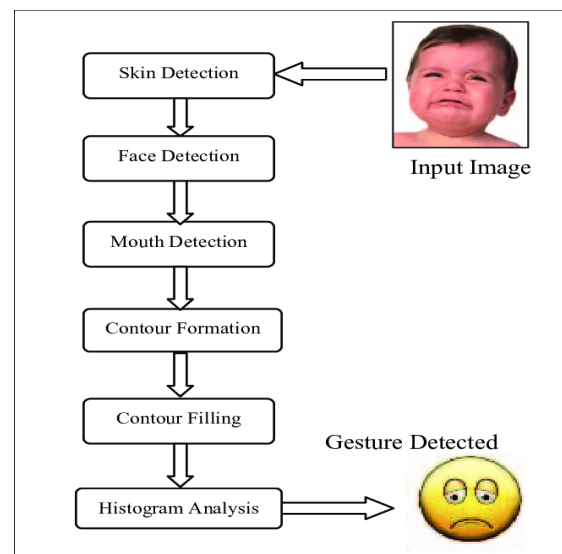 Skin Detection
Input Image
Face Detection
Mouth Detection
Contour Formation
Contour Filling
Gesture Detected
Histogram Analysis